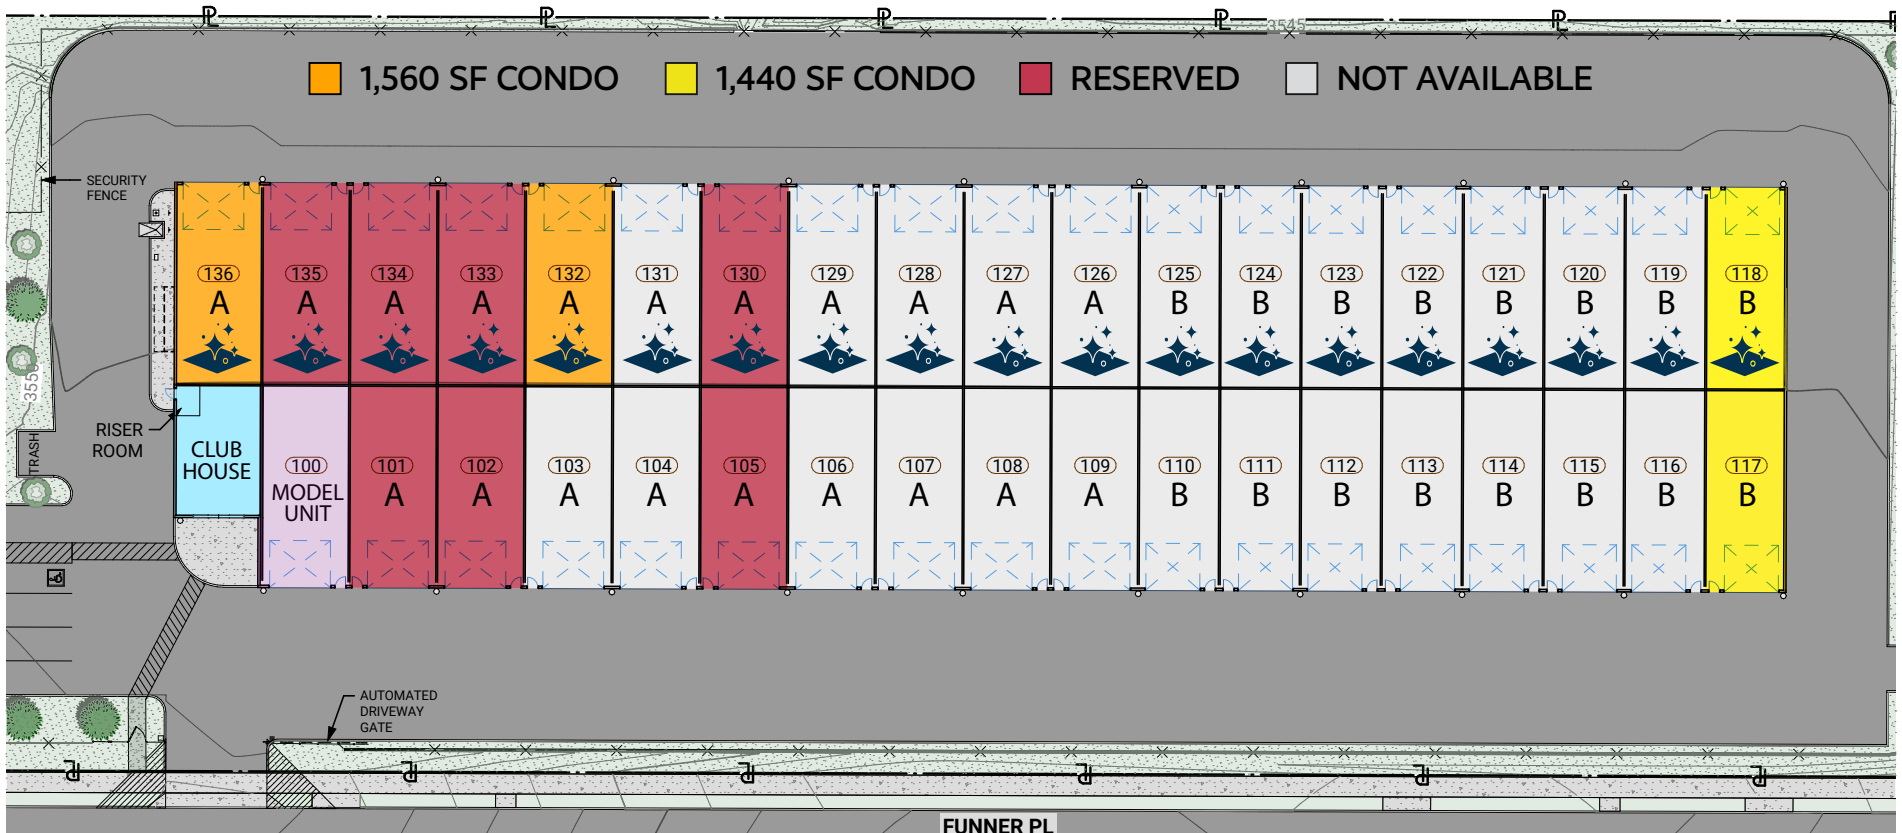 3545
1,560 SF CONDO
1,440 SF CONDO
RESERVED
NOT AVAILABLE
SECURITY
FENCE
136
A
135
A
134
A
133
A
132
A
131
A
130
A
129
A
128
A
127
A
126
A
125
B
124
B
123
B
122
B
121
B
120
B
119
B
118
B
RISER
ROOM
TRASH
CLUB
HOUSE
100
MODEL
UNIT
101
A
102
A
103
A
104
A
105
A
106
A
107
A
108
A
109
A
110
B
111
B
112
B
113
B
114
B
115
B
116
B
117
B
AUTOMATED
DRIVEWAY
GATE
FUNNER PL